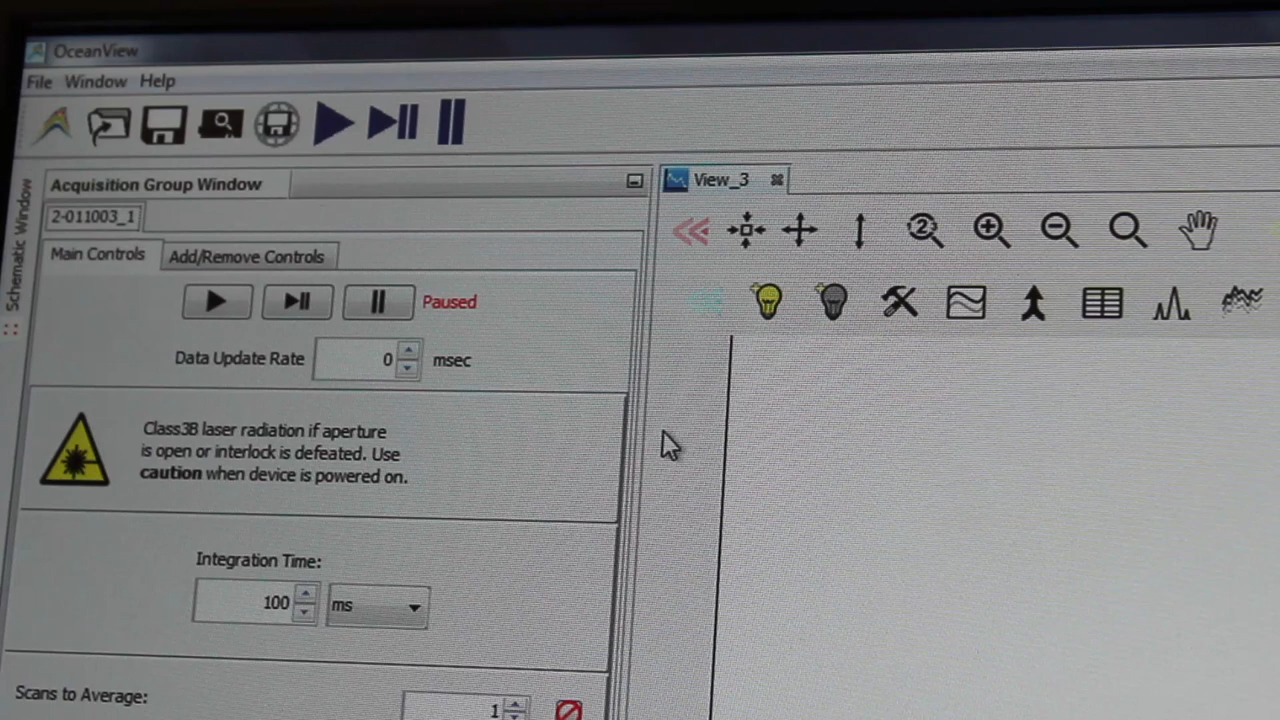 OceanView
File Window Help
Schematic Window
Acquisition Group Window
2-011003_1
Main Controls
Add/Remove Controls
Paused
Data Update Rate 0 msec
Class3B laser radiation if aperture
is open or interlock is defeated. Use
caution when device is powered on.
Integration Time:
100 ms
Scans to Average:
1
View_3
2